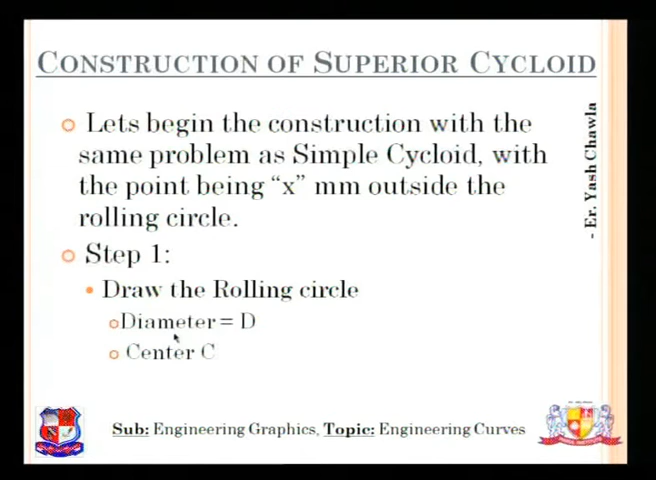 CONSTRUCTION OF SUPERIOR CYCLOID
Lets begin the construction with the
same problem as Simple Cycloid, with
the point being “x” mm outside the
rolling circle.
Step 1:
Draw the Rolling circle
Diameter = D
Center C
- Er. Yash Chawla
Sub: Engineering Graphics, Topic: Engineering Curves